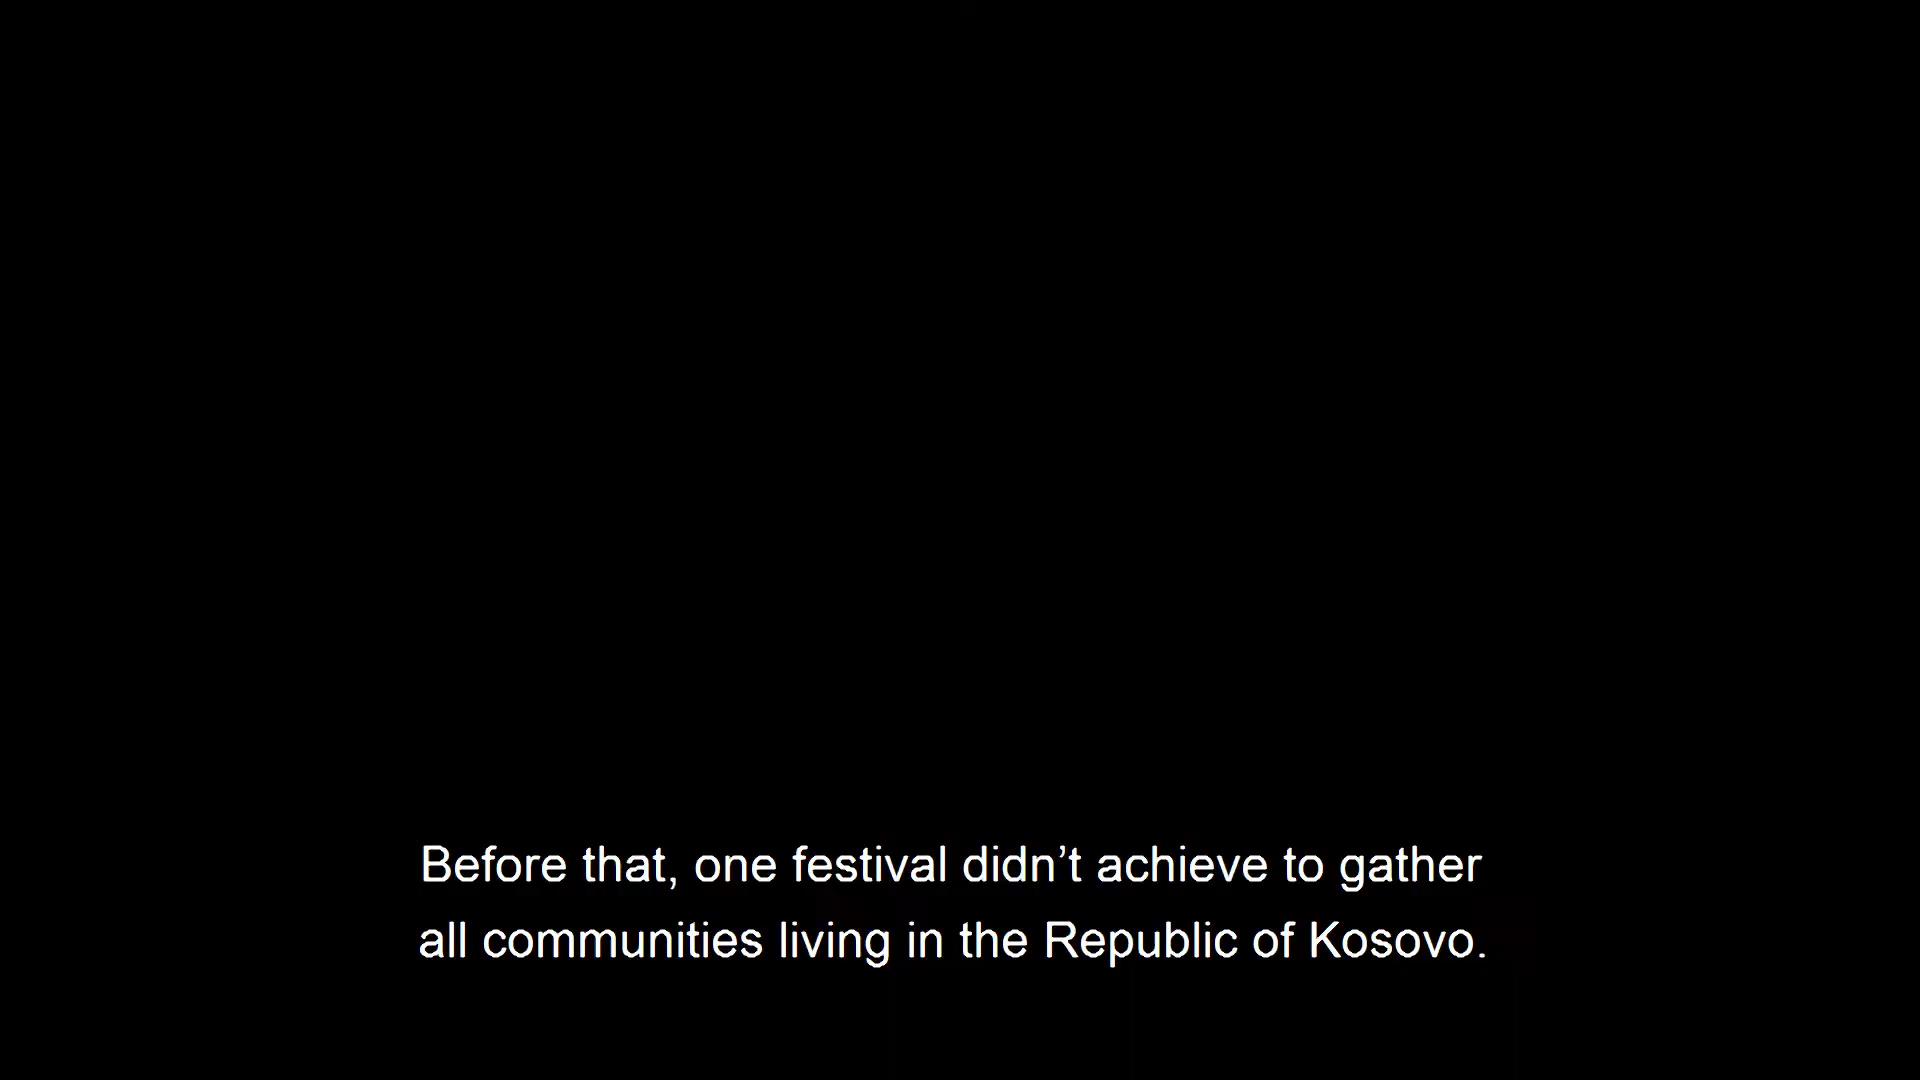 Before that, one festival didn’t achieve to gather
all communities living in the Republic of Kosovo.